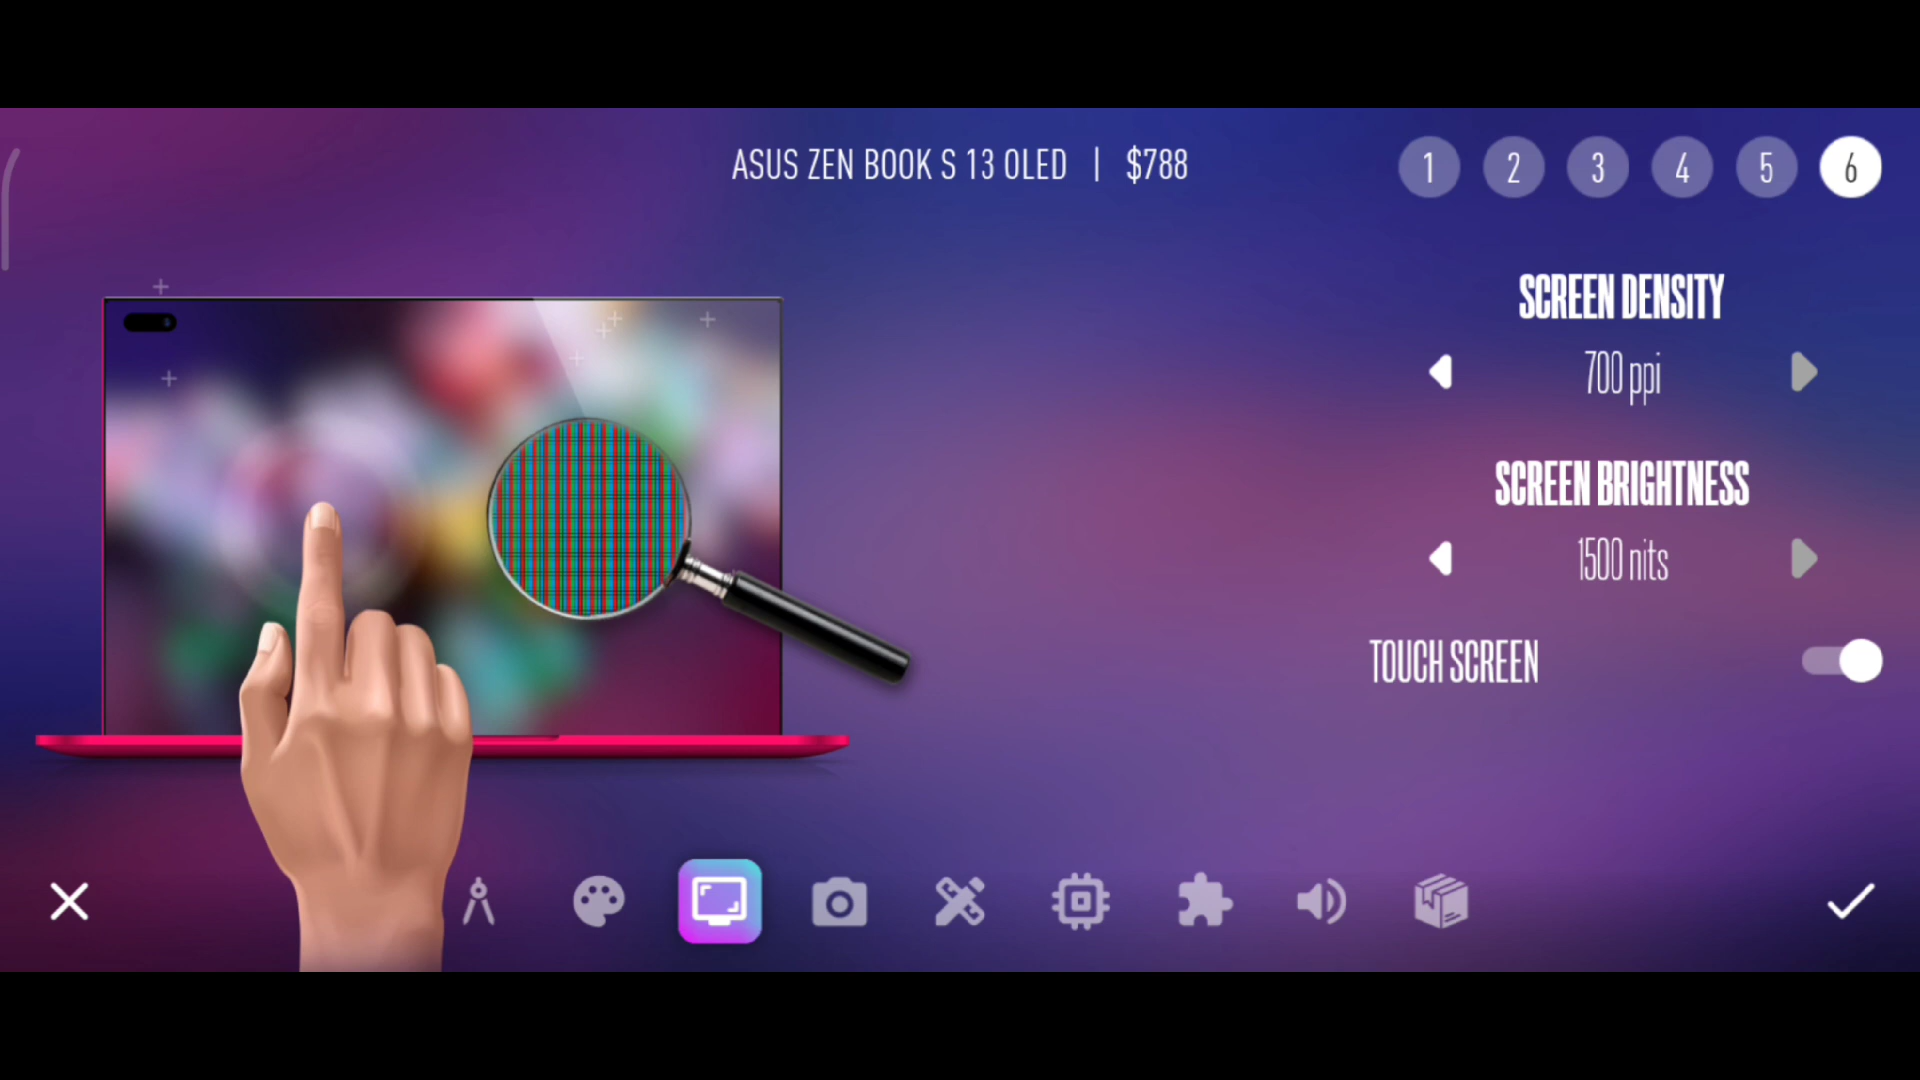 ASUS ZEN BOOK S 13 OLED | $788
1 2 3 4 5 6
SCREEN DENSITY
700 ppi
SCREEN BRIGHTNESS
1500 nits
TOUCH SCREEN